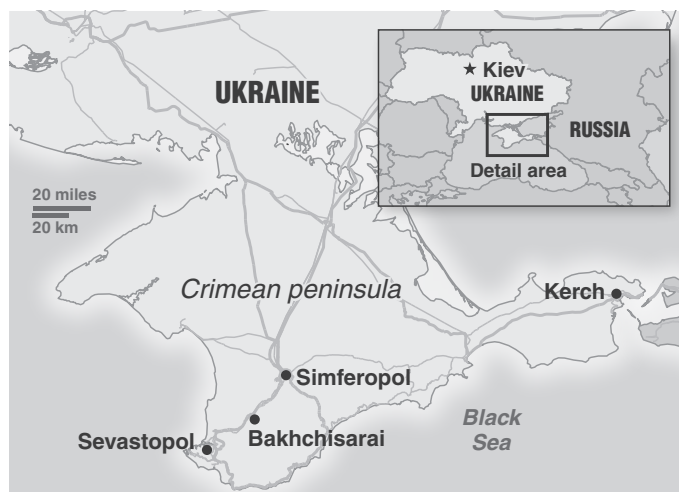 Kiev
UKRAINE
UKRAINE
RUSSIA
Detail area
20 miles
20 km
Crimean peninsula
Kerch
Simferopol
Black
Sea
Sevastopol
Bakhchisarai